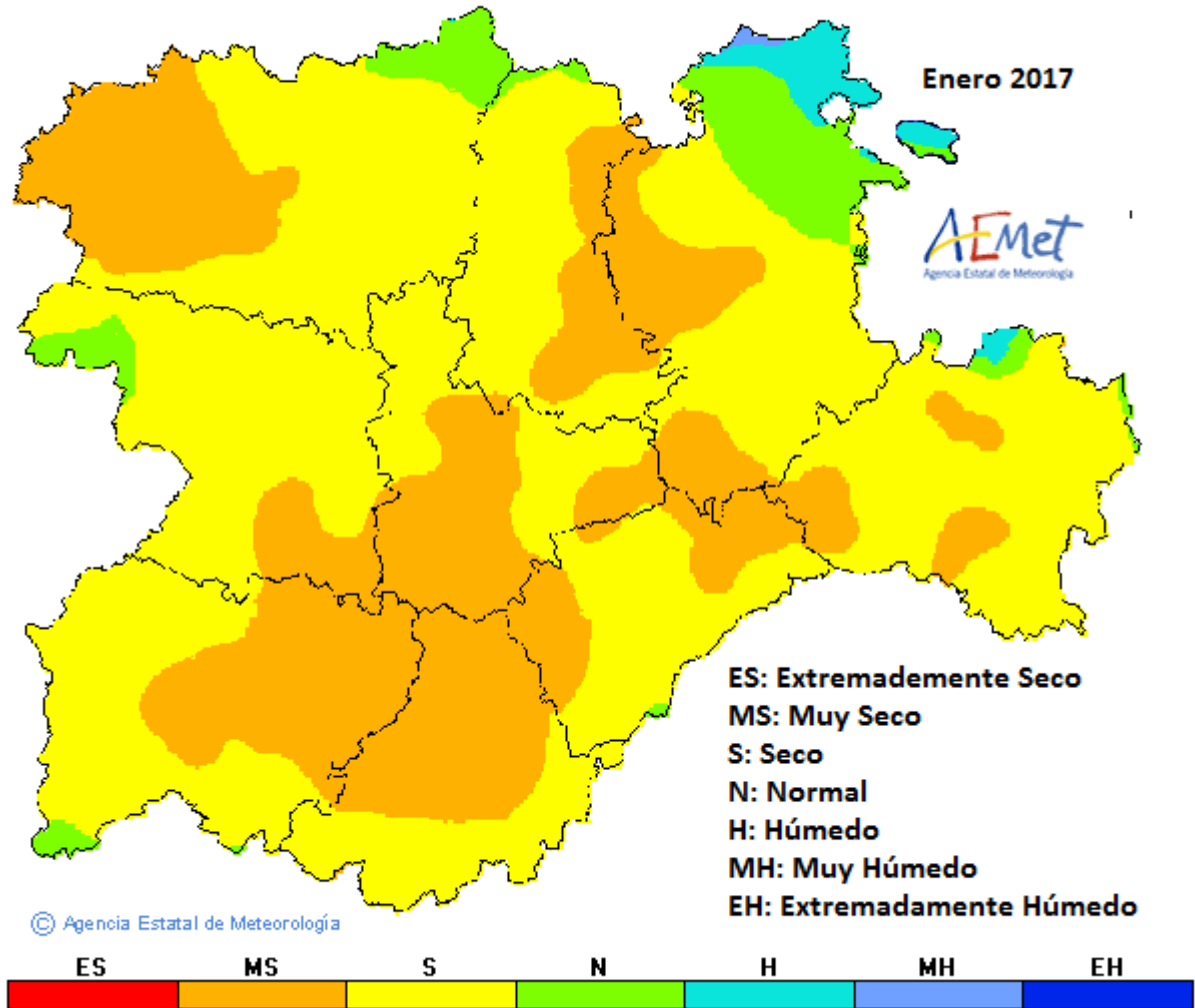 Enero 2017
AEMet
Agencia Estatal de Meteorología
ES: Extremademente Seco
MS: Muy Seco
S: Seco
N: Normal
H: Húmedo
MH: Muy Húmedo
EH: Extremadamente Húmedo
© Agencia Estatal de Meteorología
ES MS S N H MH EH